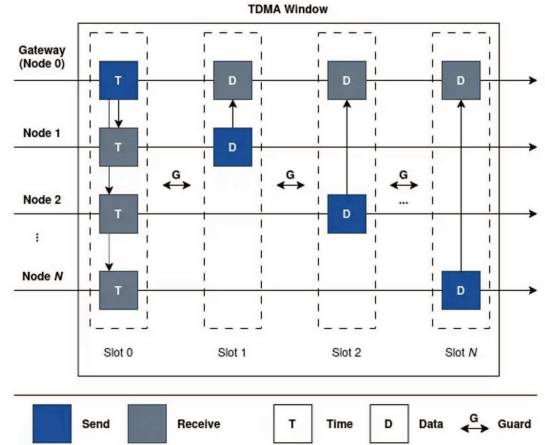 TDMA Window
Gateway
(Node 0)
T D D D
Node 1
T D
G G G
...
Node 2
T D
...
Node N
T D
Slot 0 Slot 1 Slot 2 Slot N
Send Receive T Time D Data G Guard